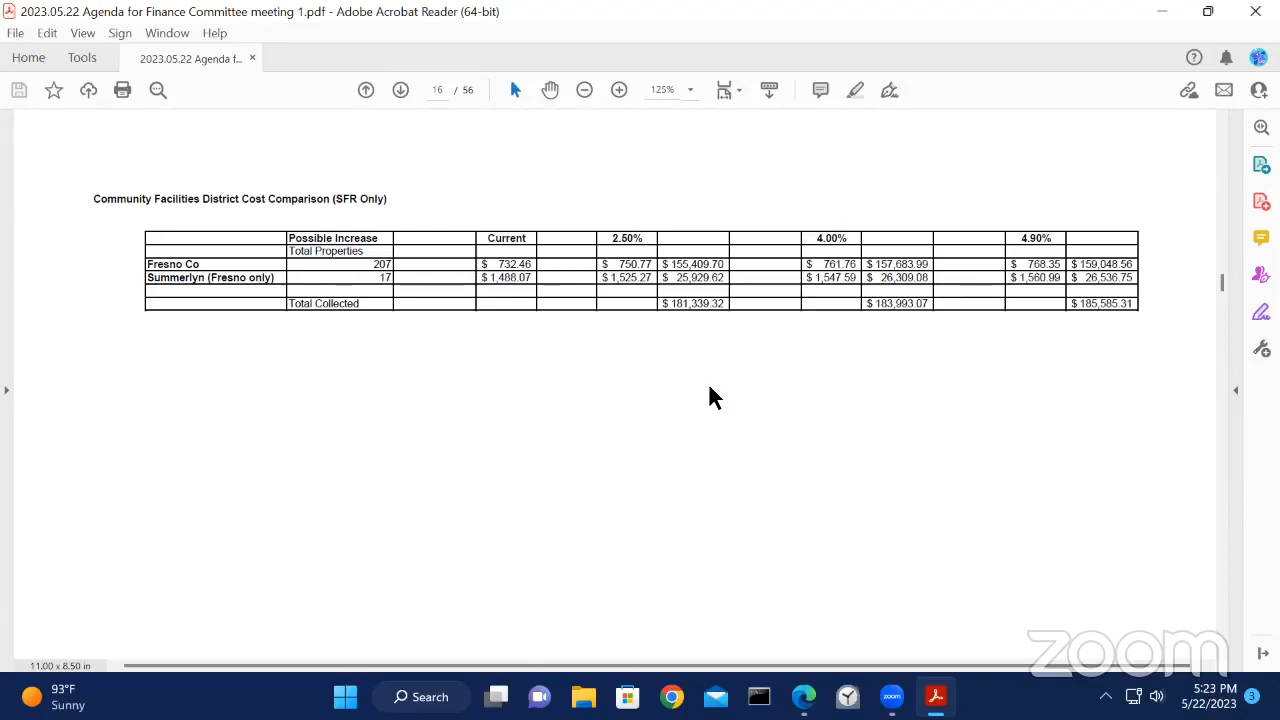 2023.05.22 Agenda for Finance Committee meeting 1.pdf - Adobe Acrobat Reader (64-bit)
File Edit View Sign Window Help
Home Tools 2023.05.22 Agenda f... ×
16 / 56 125%
Community Facilities District Cost Comparison (SFR Only)
Possible Increase Current 2.50% 4.00% 4.90%
Total Properties
Fresno Co 207 $ 732.46 $ 750.77 $ 155,409.70 $ 761.76 $ 157,683.99 $ 768.35 $ 159,048.56
Summerlyn (Fresno only) 17 $ 1,488.07 $ 1,525.27 $ 25,929.62 $ 1,547.59 $ 26,309.08 $ 1,560.99 $ 26,536.75
Total Collected $ 181,339.32 $ 183,993.07 $ 185,585.31
11.00 x 8.50 in
zoom
93°F
Sunny
Search
zoom
5:23 PM
5/22/2023
3